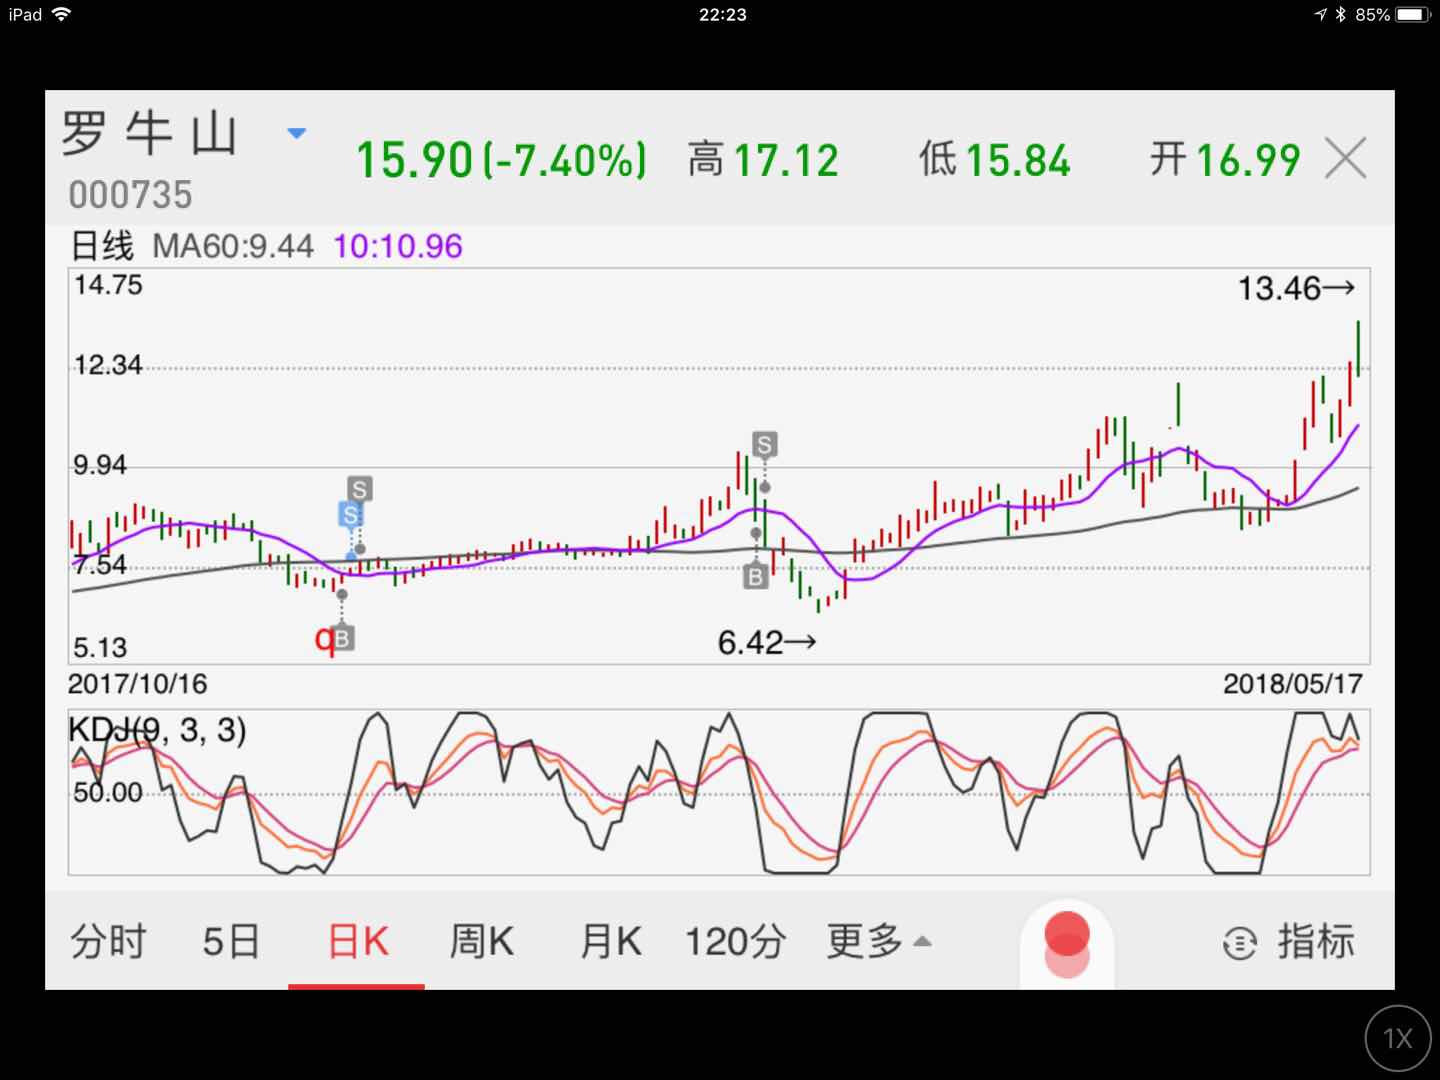 iPad 22:23 85%
罗牛山 15.90(-7.40%) 高17.12 低15.84 开16.99
000735
日线 MA60:9.44 10:10.96
14.75 13.46→
12.34
9.94
S
S
S
7.54
B
qB
6.42→
5.13
2017/10/16 2018/05/17
KDJ(9, 3, 3)
50.00
分时 5日 日K 周K 月K 120分 更多 指标
1X